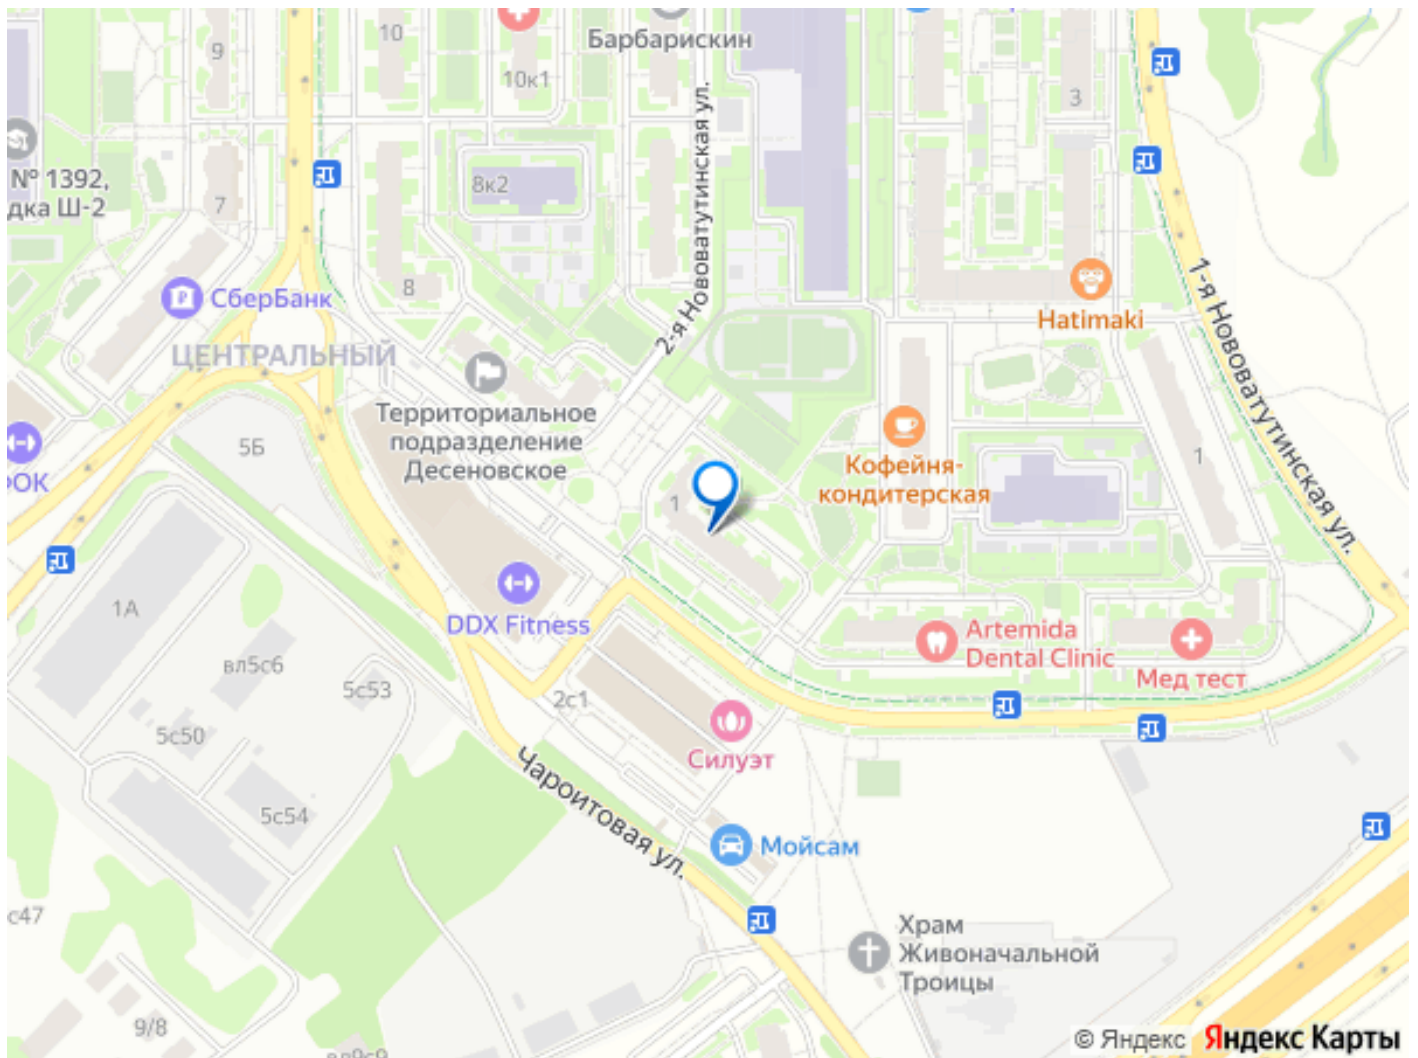 9
10
Барбарискин
10к1
3
№ 1392,
дка Ш-2
7
8к2
2-я Нововатутинская ул.
8
СберБанк
ЦЕНТРАЛЬНЫЙ
1-я Нововатутинская ул.
Hatimaki
Территориальное
подразделение
Десеновское
5Б
ФОК
1
Кофейня-
кондитерская
1
1А
DDX Fitness
Artemida
Dental Clinic
Мед тест
вл5с6
5с53
2с1
5с50
Силуэт
5с54
Чароитовая ул.
Мойсам
с47
Храм
Живоначальной
Троицы
9/8
вл9с9
© Яндекс Яндекс Карты